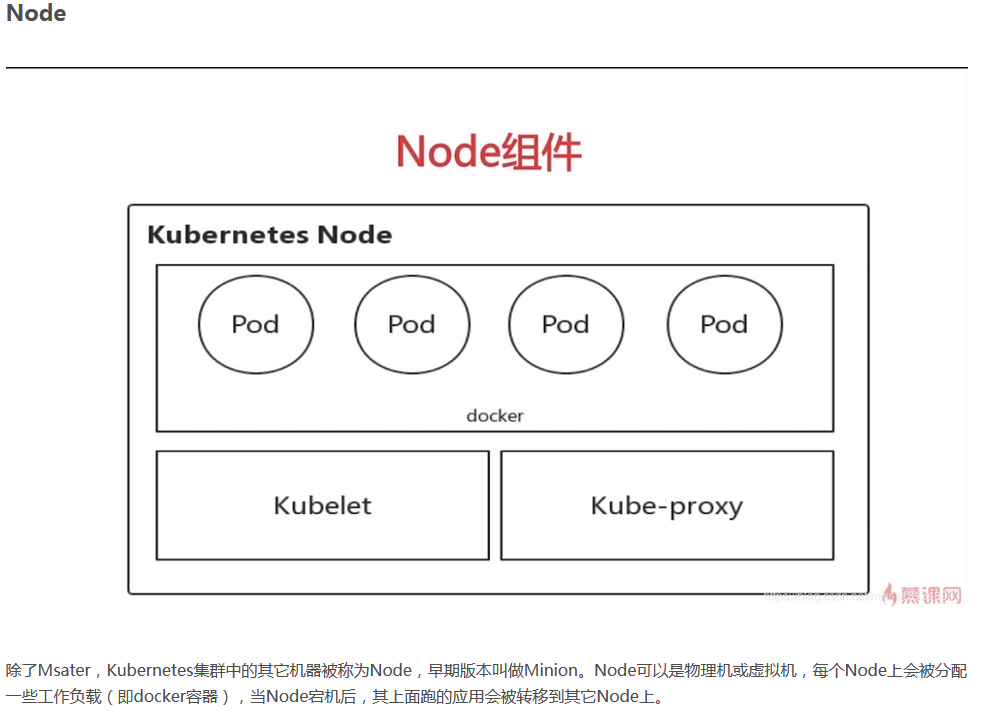 Node
Node组件
Kubernetes Node
Pod Pod Pod Pod
docker
Kubelet Kube-proxy
慕课网
除了Msater，Kubernetes集群中的其它机器被称为Node，早期版本叫做Minion。Node可以是物理机或虚拟机，每个Node上会被分配
一些工作负载（即docker容器），当Node宕机后，其上面跑的应用会被转移到其它Node上。